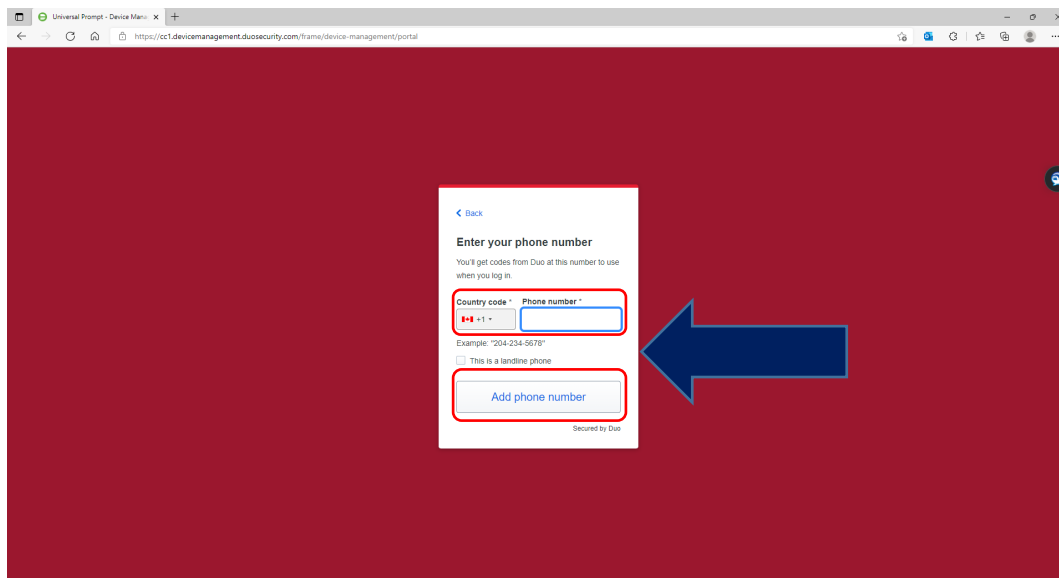 Universal Prompt - Device Mana
https://cc1.devicemanagement.duosecurity.com/frame/device-management/portal
Back
Enter your phone number
You'll get codes from Duo at this number to use
when you log in.
Country code * Phone number *
+1
Example: "204-234-5678"
This is a landline phone
Add phone number
Secured by Duo